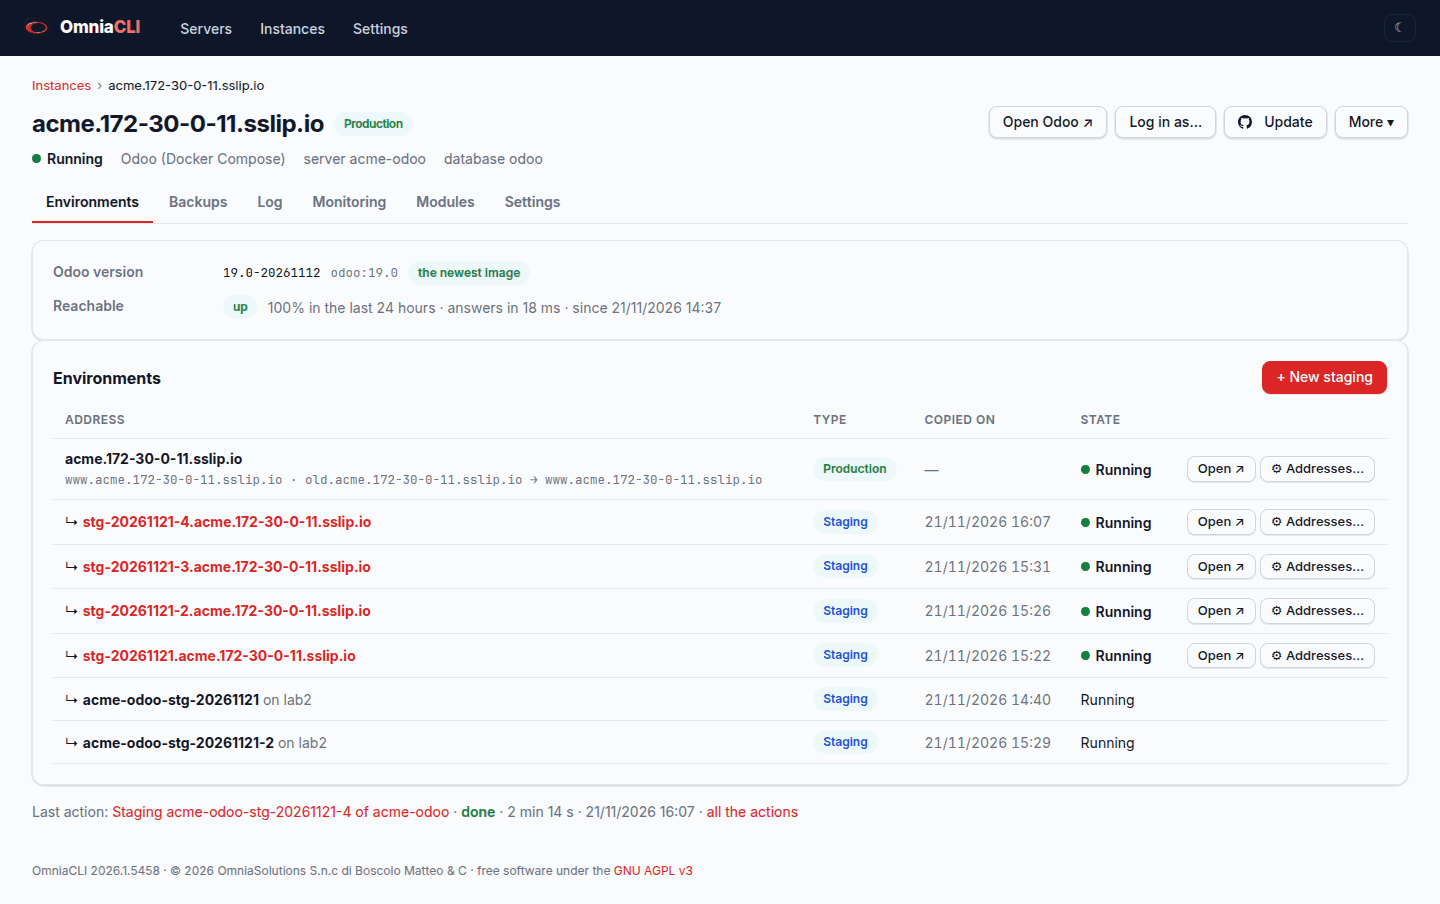 OmniaCLI Servers Instances Settings
Instances › acme.172-30-0-11.sslip.io
acme.172-30-0-11.sslip.io Production Open Odoo ↗ Log in as... Update More ▾
Running Odoo (Docker Compose) server acme-odoo database odoo
Environments Backups Log Monitoring Modules Settings
Odoo version 19.0-20261112 odoo:19.0 the newest image
Reachable up 100% in the last 24 hours · answers in 18 ms · since 21/11/2026 14:37
Environments + New staging
ADDRESS TYPE COPIED ON STATE
acme.172-30-0-11.sslip.io Production — Running Open ↗ ⚙ Addresses...
www.acme.172-30-0-11.sslip.io · old.acme.172-30-0-11.sslip.io → www.acme.172-30-0-11.sslip.io
↳ stg-20261121-4.acme.172-30-0-11.sslip.io Staging 21/11/2026 16:07 Running Open ↗ ⚙ Addresses...
↳ stg-20261121-3.acme.172-30-0-11.sslip.io Staging 21/11/2026 15:31 Running Open ↗ ⚙ Addresses...
↳ stg-20261121-2.acme.172-30-0-11.sslip.io Staging 21/11/2026 15:26 Running Open ↗ ⚙ Addresses...
↳ stg-20261121.acme.172-30-0-11.sslip.io Staging 21/11/2026 15:22 Running Open ↗ ⚙ Addresses...
↳ acme-odoo-stg-20261121 on lab2 Staging 21/11/2026 14:40 Running
↳ acme-odoo-stg-20261121-2 on lab2 Staging 21/11/2026 15:29 Running
Last action: Staging acme-odoo-stg-20261121-4 of acme-odoo · done · 2 min 14 s · 21/11/2026 16:07 · all the actions
OmniaCLI 2026.1.5458 · © 2026 OmniaSolutions S.n.c di Boscolo Matteo & C · free software under the GNU AGPL v3